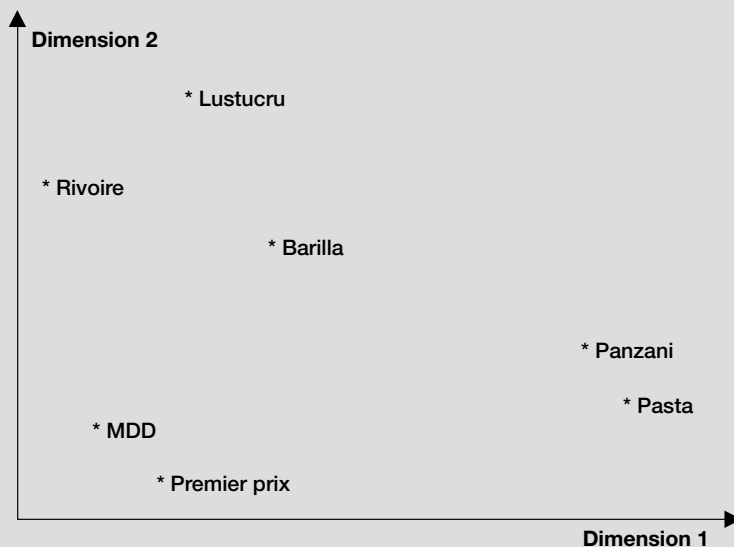 Dimension 2
* Lustucru
* Rivoire
* Barilla
* Panzani
* Pasta
* MDD
* Premier prix
Dimension 1